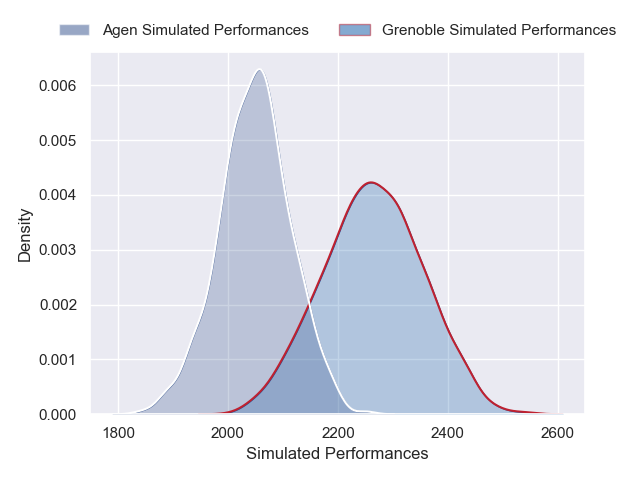 Agen Simulated Performances Grenoble Simulated Performances
0.006
0.005
0.004
0.003
0.002
0.001
0.000
Density
1800 2000 2200 2400 2600
Simulated Performances